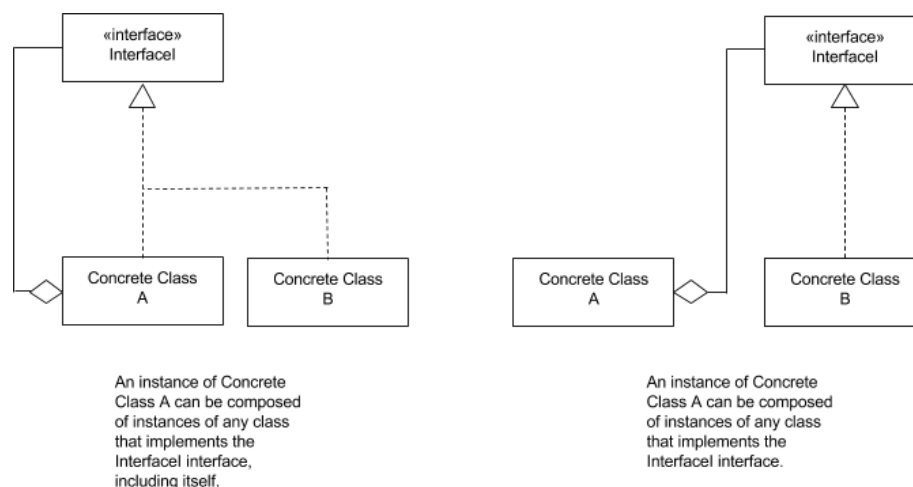 «interface»
InterfaceI
Concrete Class
A
Concrete Class
B
An instance of Concrete
Class A can be composed
of instances of any class
that implements the
InterfaceI interface,
including itself.
«interface»
InterfaceI
Concrete Class
A
Concrete Class
B
An instance of Concrete
Class A can be composed
of instances of any class
that implements the
InterfaceI interface.